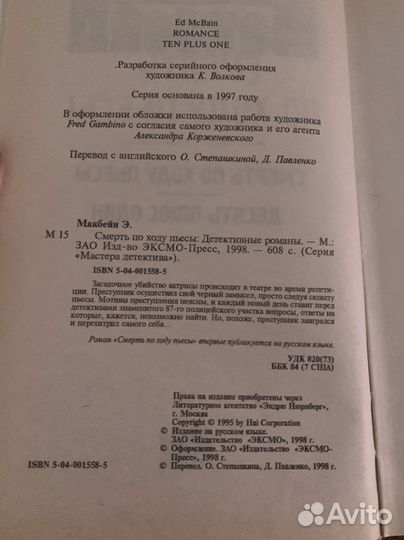 Ed McBain
ROMANCE
TEN PLUS ONE
Разработка серийного оформления
художника К. Волкова
Серия основана в 1997 году
В оформлении обложки использована работа художника
Fred Gambino с согласия самого художника и его агента
Александра Корженевского
Перевод с английского О. Степашкиной, Д. Павленко
Макбейн Э.
М 15 Смерть по ходу пьесы: Детективные романы. — М.:
ЗАО Изд-во ЭКСМО-Пресс, 1998. — 608 с. (Серия
«Мастера детектива»).
ISBN 5-04-001558-5
Загадочное убийство актрисы происходит в театре во время репети-
ции. Преступник осуществил свой черный замысел, просто следуя сюжету
пьесы. Мотивы преступления неясны, и каждый новый день ставит перед
детективами знаменитого 87-го полицейского участка вопросы, ответы на
которые, кажется, невозможно найти. Но, похоже, преступник заигрался
и перехитрил самого себя...
Роман «Смерть по ходу пьесы» впервые публикуется на русском языке.
УДК 820(73)
ББК 84 (7 США)
Права на издание приобретены через
Литературное агентство «Эндрю Нюрнберг»,
г. Москва
Copyright © 1995 by Hui Corporation
© Издание на русском языке.
ЗАО «Издательство «ЭКСМО», 1998 г.
© Оформление. ЗАО «Издательство «ЭКСМО-
Пресс», 1998 г.
ISBN 5-04-001558-5 © Перевод. О. Степашкина, Д. Павленко, 1998 г.
Avito